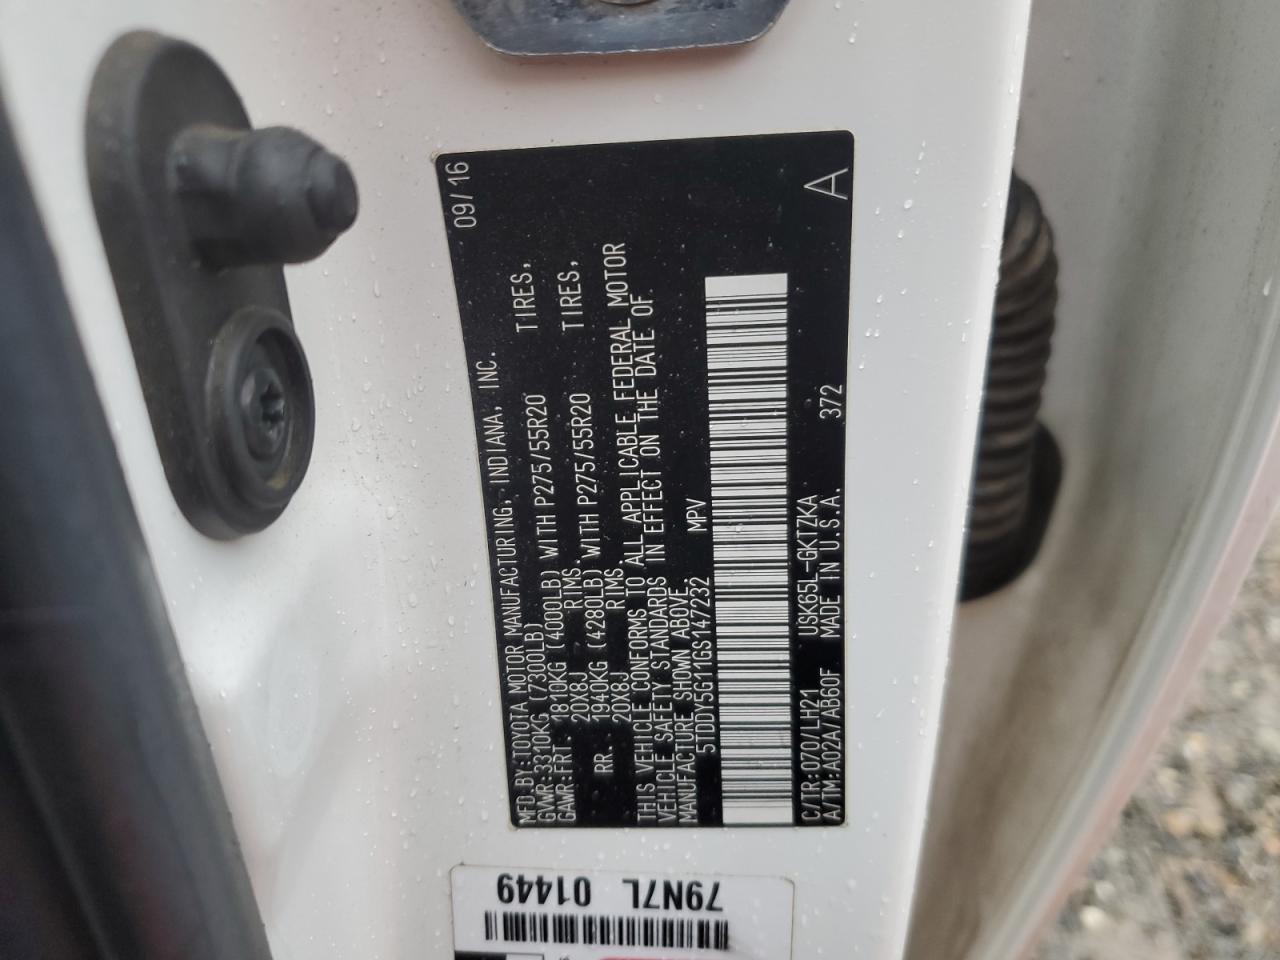 MFD.BY:TOYOTA MOTOR MANUFACTURING, INDIANA, INC. 09/16
GVWR:3310KG (7300LB)
GAWR:FRT. 1810KG (4000LB) WITH P275/55R20 TIRES,
20X8J RIMS.
RR. 1940KG (4280LB) WITH P275/55R20 TIRES,
20X8J RIMS.
THIS VEHICLE CONFORMS TO ALL APPLICABLE FEDERAL MOTOR
VEHICLE SAFETY STANDARDS IN EFFECT ON THE DATE OF
MANUFACTURE SHOWN ABOVE.
5TDDY5G11GS147232 MPV
C/TR:070/LH21 USK65L-GKTZKA
A/TM:A02A/AB60F MADE IN U.S.A. 372 A
79N7L 01449